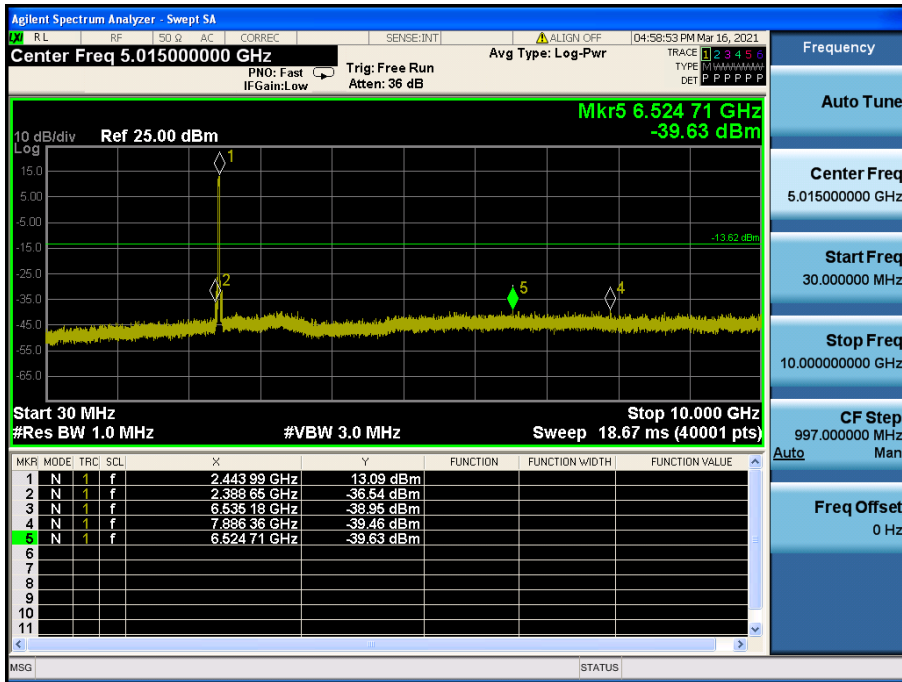 Agilent Spectrum Analyzer - Swept SA
LXI RL RF 50 Ω AC CORREC SENSE:INT ALIGN OFF 04:58:53 PM Mar 16, 2021
Center Freq 5.015000000 GHz
PNO: Fast
IFGain:Low
Trig: Free Run
Atten: 36 dB
Avg Type: Log-Pwr
TRACE 1 2 3 4 5 6
TYPE M W W W W W
DET P P P P P P
Frequency
Auto Tune
Center Freq
5.015000000 GHz
Start Freq
30.000000 MHz
Stop Freq
10.000000000 GHz
CF Step
997.000000 MHz
Auto Man
Freq Offset
0 Hz
Mkr5 6.524 71 GHz
-39.63 dBm
10 dB/div Ref 25.00 dBm
Log
15.0
5.00
-5.00
-15.0
-25.0
-35.0
-45.0
-55.0
-65.0
1
2
5
4
-13.62 dBm
Start 30 MHz Stop 10.000 GHz
#Res BW 1.0 MHz #VBW 3.0 MHz Sweep 18.67 ms (40001 pts)
MKR MODE TRC SCL X Y FUNCTION FUNCTION WIDTH FUNCTION VALUE
1 N 1 f 2.443 99 GHz 13.09 dBm
2 N 1 f 2.388 65 GHz -36.54 dBm
3 N 1 f 6.535 18 GHz -38.95 dBm
4 N 1 f 7.886 36 GHz -39.46 dBm
5 N 1 f 6.524 71 GHz -39.63 dBm
6
7
8
9
10
11
MSG STATUS